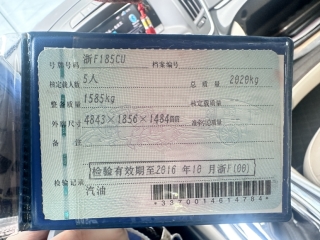 号牌号码 浙F185CU 档案编号
核定载人数 5人 总质量 2020kg
整备质量 1585kg 核定载质量
外廓尺寸 4843×1856×1484mm 准牵引总质量
备注
检验有效期至2016年10月浙F(00)
检验记录
汽油
*3370014614704*